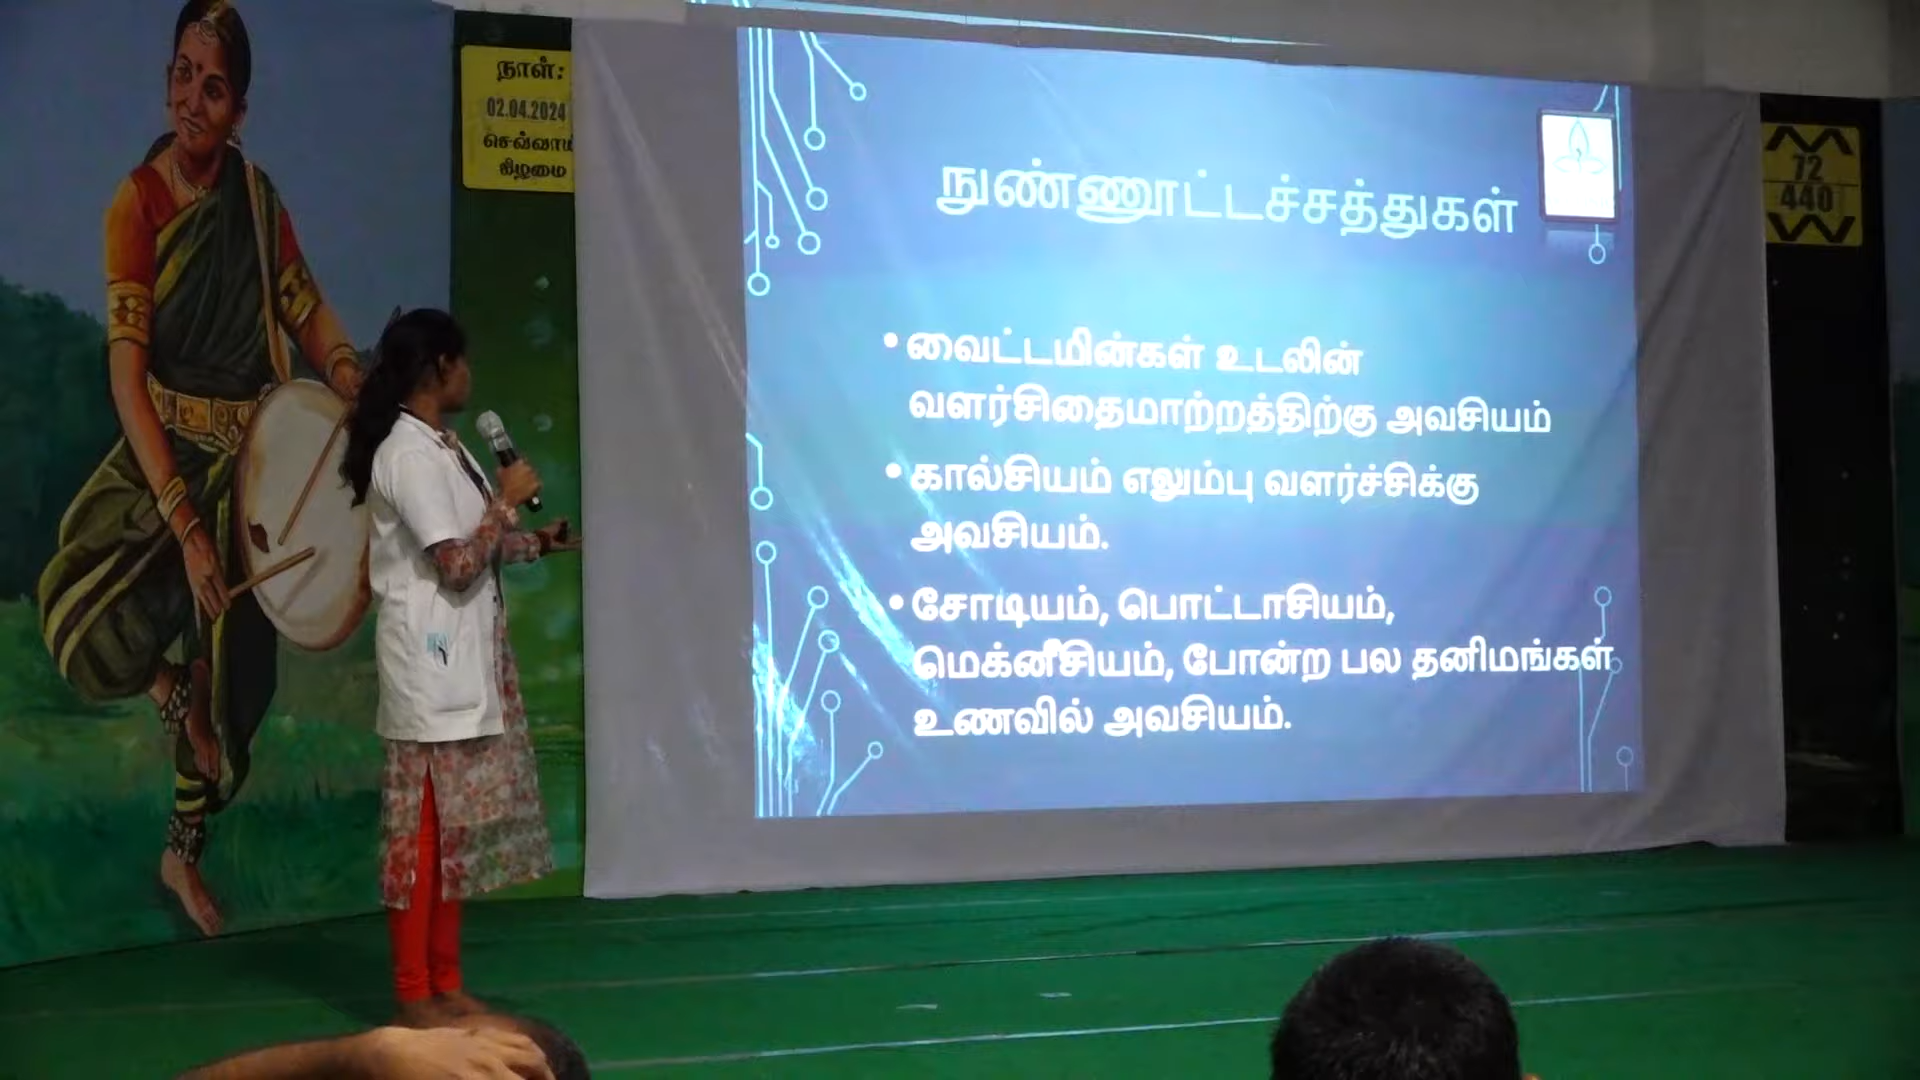 நாள்:
02.04.2024
செவ்வாய்
கிழமை
72
440
நுண்ணூட்டச்சத்துகள்
• வைட்டமின்கள் உடலின்
வளர்சிதைமாற்றத்திற்கு அவசியம்
• கால்சியம் எலும்பு வளர்ச்சிக்கு
அவசியம்.
• சோடியம், பொட்டாசியம்,
மெக்னீசியம், போன்ற பல தனிமங்கள்
உணவில் அவசியம்.